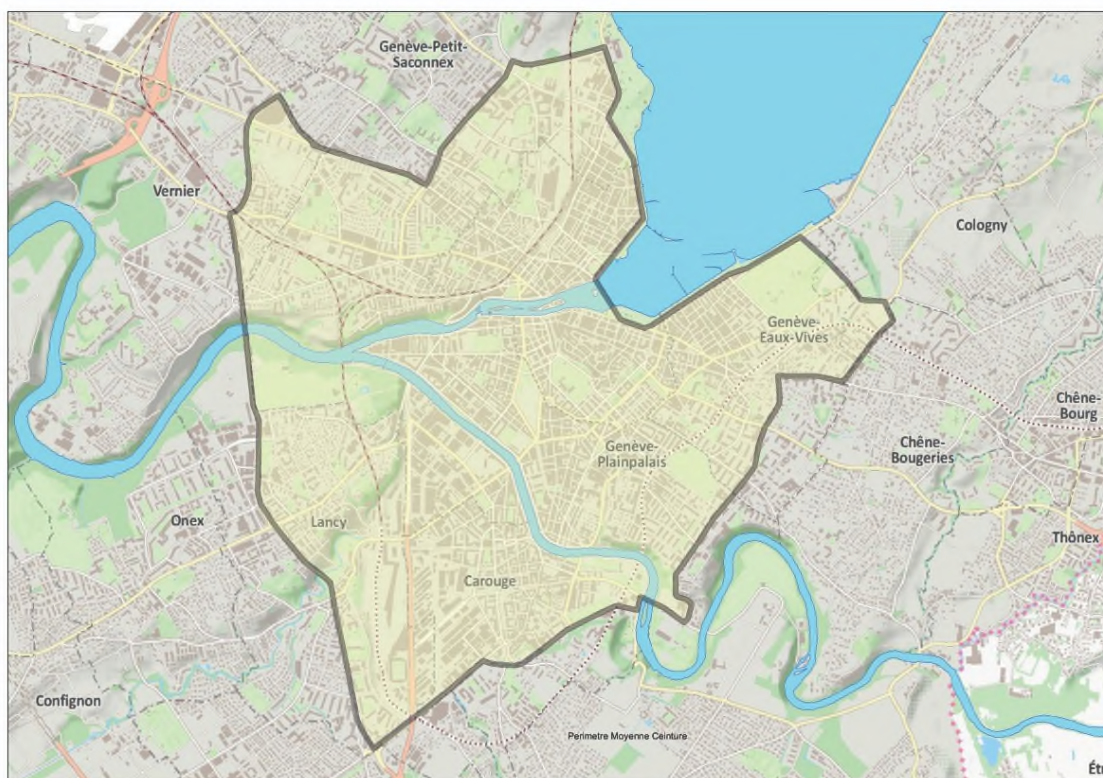 Genève-Petit-
Saconnex
Vernier
Cologny
Genève-
Eaux-Vives
Chêne-
Bourg
Chêne-
Bougeries
Genève-
Plainpalais
Onex
Lancy
Thônex
Carouge
Confignon
Perimetre Moyenne Ceinture
Étr